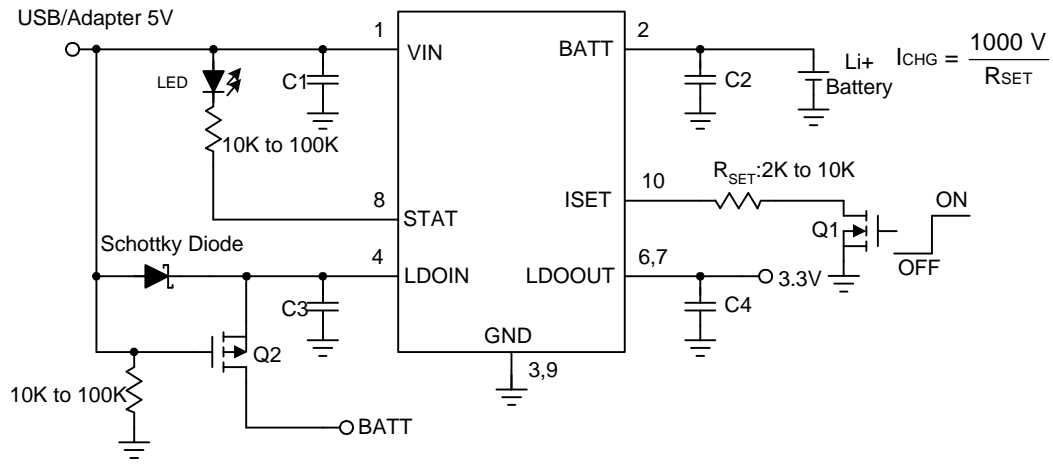 USB/Adapter 5V
1
2
VIN
BATT
LED
C1
C2
Li+
Battery
ICHG = 1000 V
RSET
10K to 100K
RSET:2K to 10K
10
8
ISET
ON
STAT
Q1
OFF
Schottky Diode
4
6,7
LDOIN
LDOOUT
3.3V
C3
C4
GND
Q2
3,9
10K to 100K
BATT